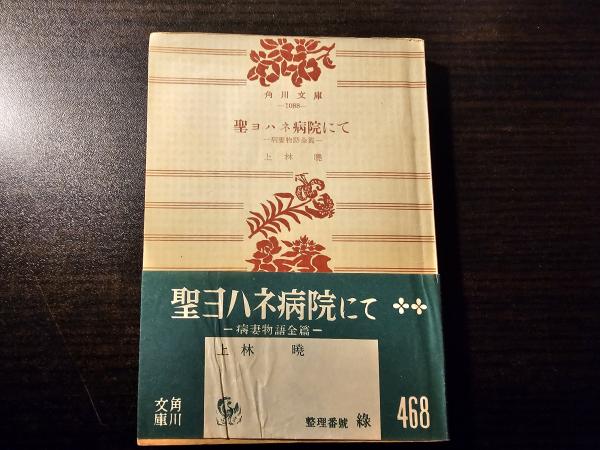 角川文庫
—1088—
聖ヨハネ病院にて
—病妻物語全篇—
上林 曉
聖ヨハネ病院にて
—病妻物語全篇—
上林 曉
角川文庫
整理番號 綠
468